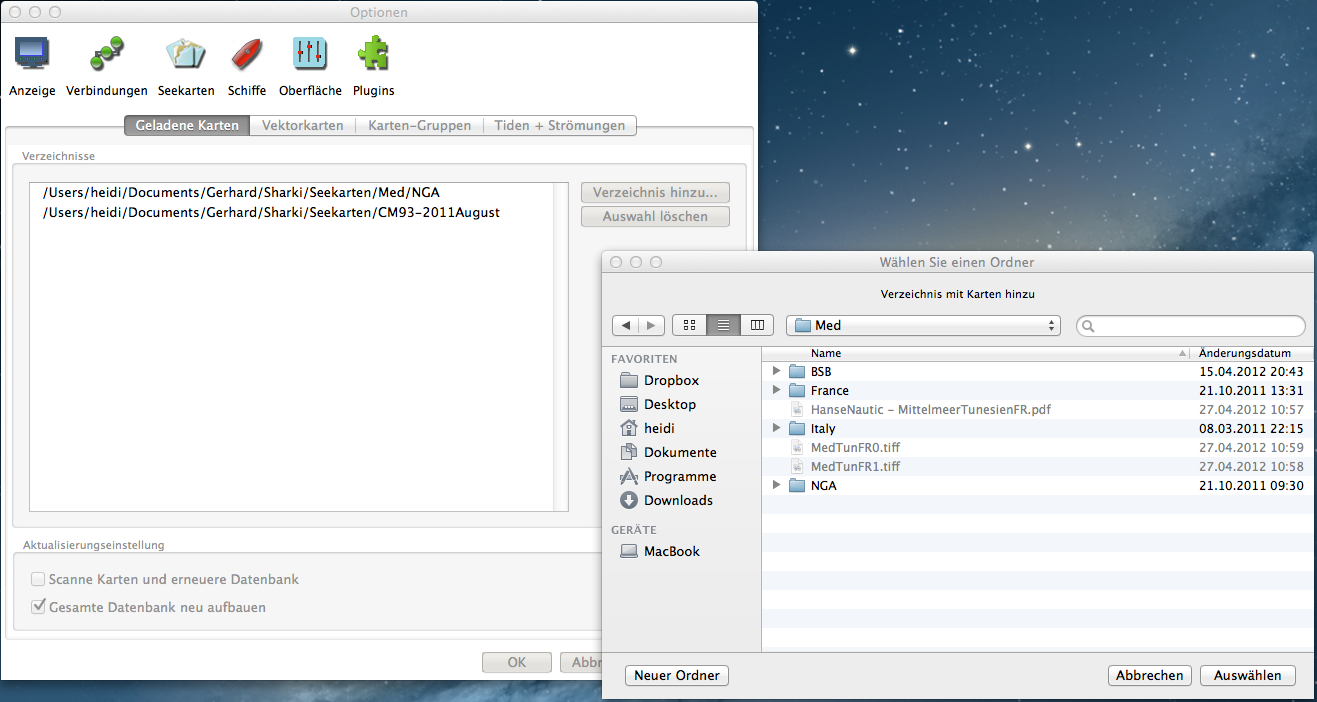 Optionen
Anzeige Verbindungen Seekarten Schiffe Oberfläche Plugins
Geladene Karten Vektorkarten Karten-Gruppen Tiden + Strömungen
Verzeichnisse
/Users/heidi/Documents/Gerhard/Sharki/Seekarten/Med/NGA
/Users/heidi/Documents/Gerhard/Sharki/Seekarten/CM93-2011August
Verzeichnis hinzu...
Auswahl löschen
Aktualisierungseinstellung
Scanne Karten und erneuere Datenbank
Gesamte Datenbank neu aufbauen
OK Abbr
Wählen Sie einen Ordner
Verzeichnis mit Karten hinzu
Med
FAVORITEN
Dropbox
Desktop
heidi
Dokumente
Programme
Downloads
GERÄTE
MacBook
Name Änderungsdatum
BSB 15.04.2012 20:43
France 21.10.2011 13:31
HanseNautic - MittelmeerTunesienFR.pdf 27.04.2012 10:57
Italy 08.03.2011 22:15
MedTunFR0.tiff 27.04.2012 10:59
MedTunFR1.tiff 27.04.2012 10:58
NGA 21.10.2011 09:30
Neuer Ordner Abbrechen Auswählen